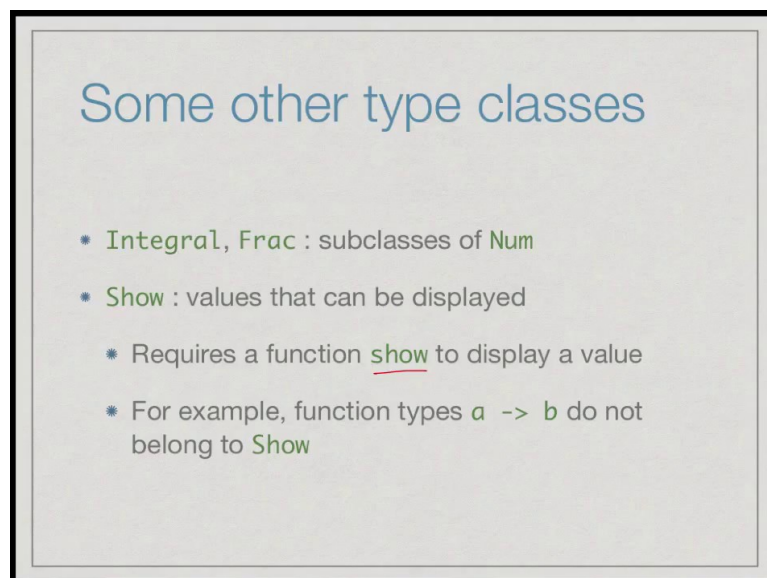 Some other type classes
Integral, Frac : subclasses of Num
Show : values that can be displayed
Requires a function show to display a value
For example, function types a -> b do not
belong to Show